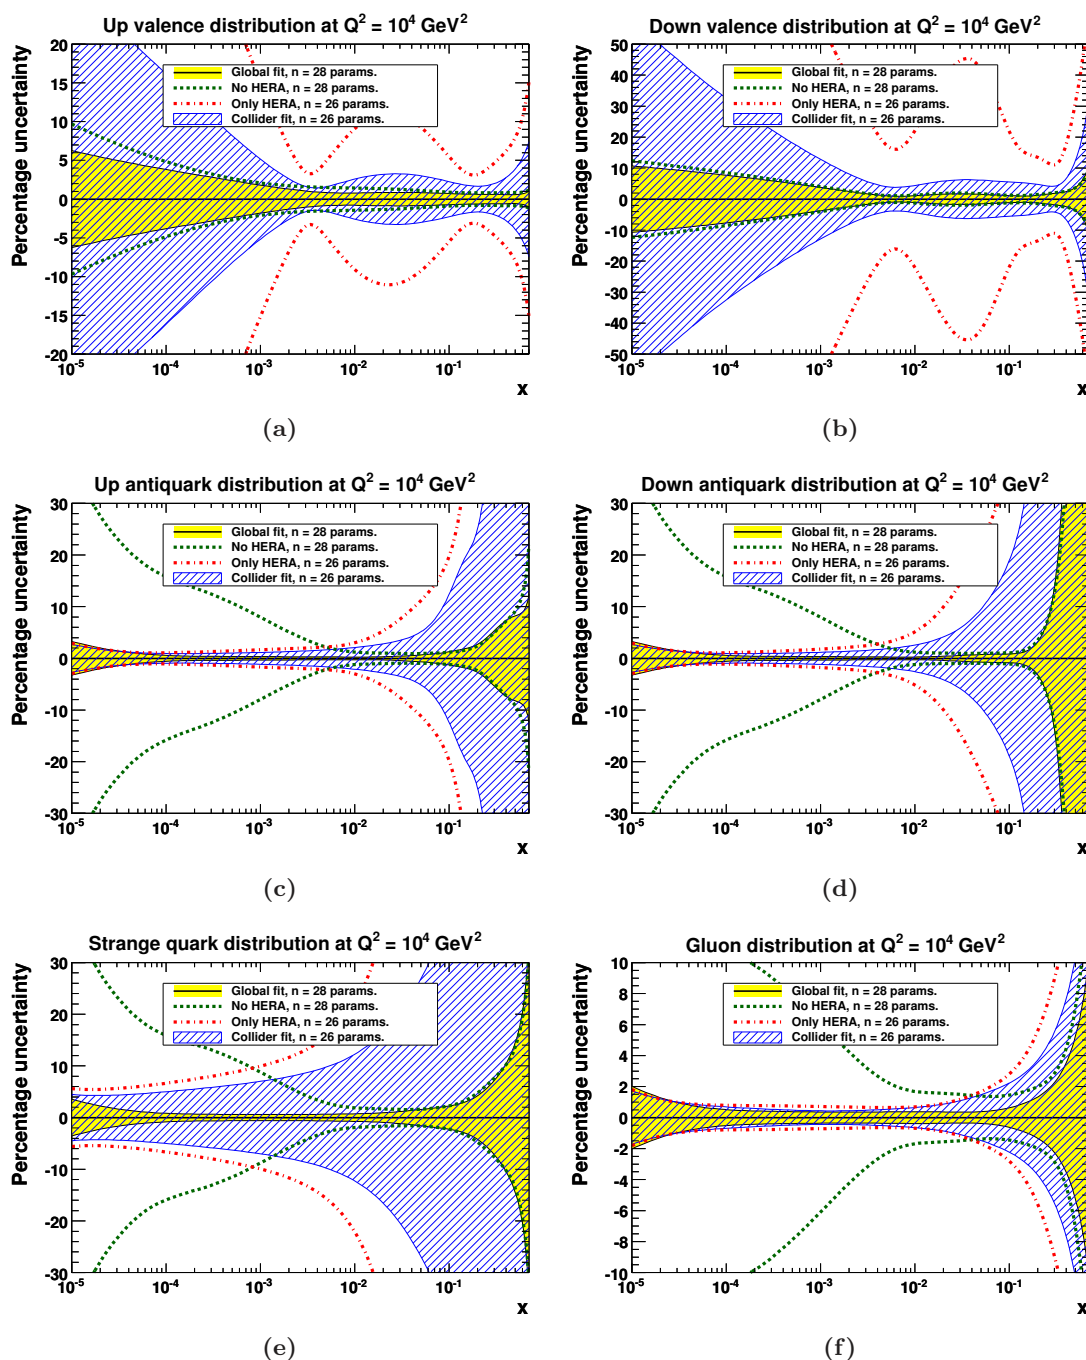 Up valence distribution at Q² = 10⁴ GeV²
Percentage uncertainty
20
15
10
5
0
-5
-10
-15
-20
Global fit, n = 28 params.
No HERA, n = 28 params.
Only HERA, n = 26 params.
Collider fit, n = 26 params.
10⁻⁵ 10⁻⁴ 10⁻³ 10⁻² 10⁻¹
x
(a)
Down valence distribution at Q² = 10⁴ GeV²
Percentage uncertainty
50
40
30
20
10
0
-10
-20
-30
-40
-50
Global fit, n = 28 params.
No HERA, n = 28 params.
Only HERA, n = 26 params.
Collider fit, n = 26 params.
10⁻⁵ 10⁻⁴ 10⁻³ 10⁻² 10⁻¹
x
(b)
Up antiquark distribution at Q² = 10⁴ GeV²
Percentage uncertainty
30
20
10
0
-10
-20
-30
Global fit, n = 28 params.
No HERA, n = 28 params.
Only HERA, n = 26 params.
Collider fit, n = 26 params.
10⁻⁵ 10⁻⁴ 10⁻³ 10⁻² 10⁻¹
x
(c)
Down antiquark distribution at Q² = 10⁴ GeV²
Percentage uncertainty
30
20
10
0
-10
-20
-30
Global fit, n = 28 params.
No HERA, n = 28 params.
Only HERA, n = 26 params.
Collider fit, n = 26 params.
10⁻⁵ 10⁻⁴ 10⁻³ 10⁻² 10⁻¹
x
(d)
Strange quark distribution at Q² = 10⁴ GeV²
Percentage uncertainty
30
20
10
0
-10
-20
-30
Global fit, n = 28 params.
No HERA, n = 28 params.
Only HERA, n = 26 params.
Collider fit, n = 26 params.
10⁻⁵ 10⁻⁴ 10⁻³ 10⁻² 10⁻¹
x
(e)
Gluon distribution at Q² = 10⁴ GeV²
Percentage uncertainty
10
8
6
4
2
0
-2
-4
-6
-8
-10
Global fit, n = 28 params.
No HERA, n = 28 params.
Only HERA, n = 26 params.
Collider fit, n = 26 params.
10⁻⁵ 10⁻⁴ 10⁻³ 10⁻² 10⁻¹
x
(f)